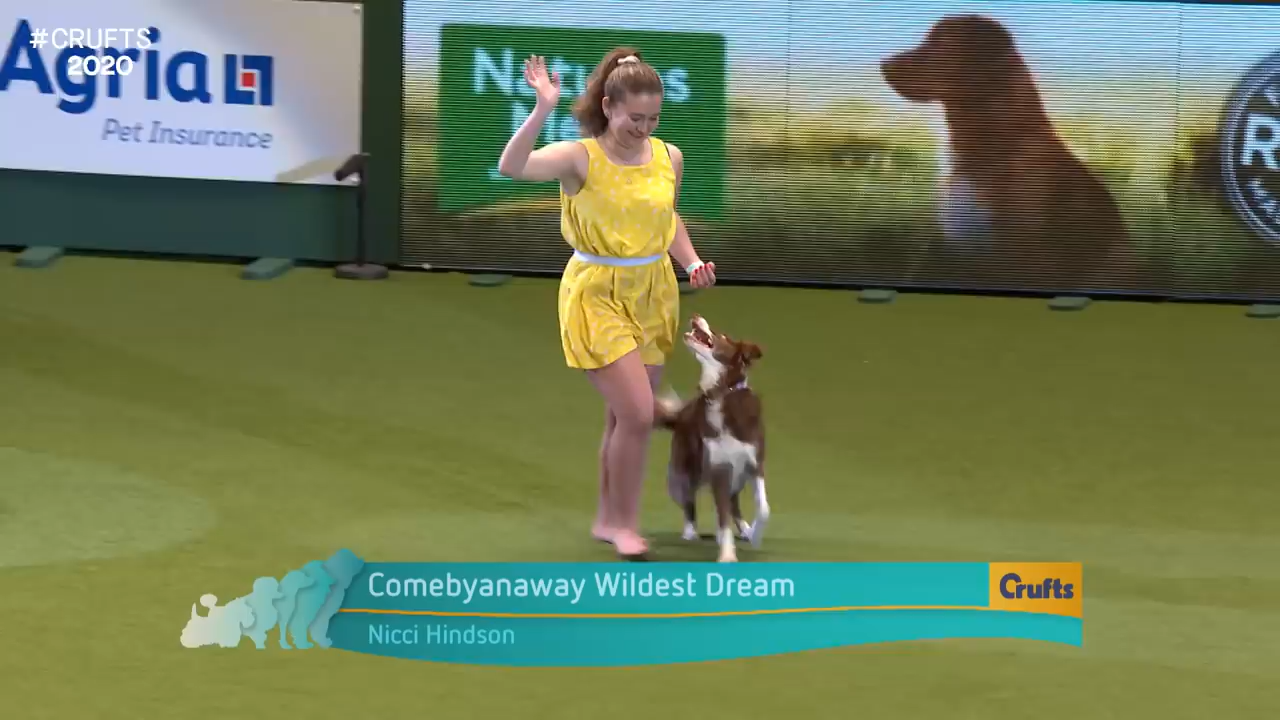 #CRUFTS
2020
Agria
Pet Insurance
Comebyanaway Wildest Dream
Crufts
Nicci Hindson